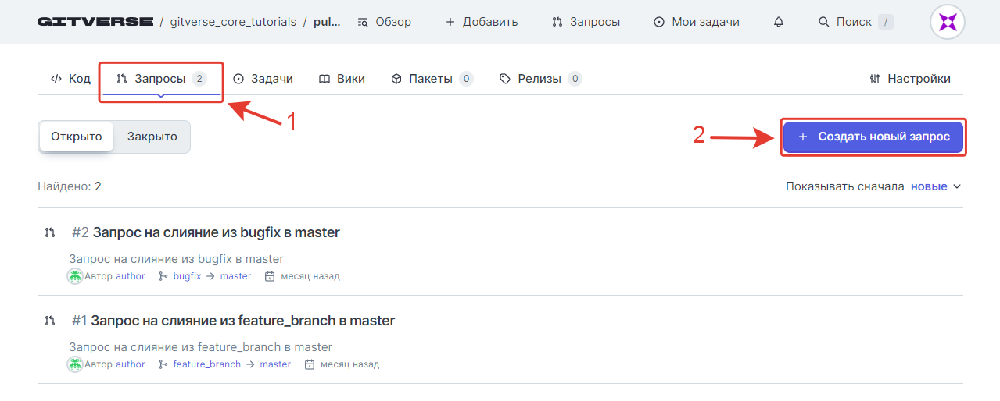 GITVERSE / gitverse_core_tutorials / pul... Обзор + Добавить Запросы Мои задачи Поиск /
Код Запросы 2 Задачи Вики Пакеты 0 Релизы 0 Настройки
1
Открыто Закрыто 2 + Создать новый запрос
Найдено: 2 Показывать сначала новые
#2 Запрос на слияние из bugfix в master
Запрос на слияние из bugfix в master
Автор author bugfix → master месяц назад
#1 Запрос на слияние из feature_branch в master
Запрос на слияние из feature_branch в master
Автор author feature_branch → master месяц назад